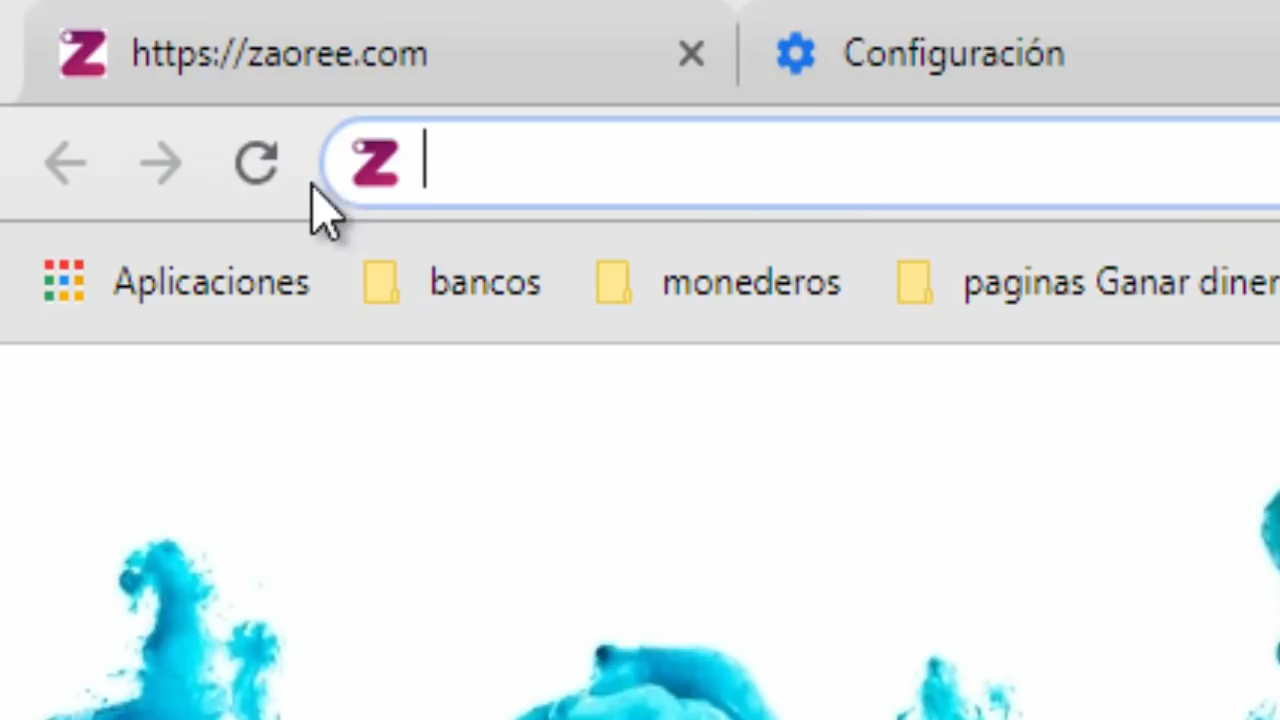 https://zaoree.com
Configuración
Aplicaciones bancos monederos paginas Ganar diner